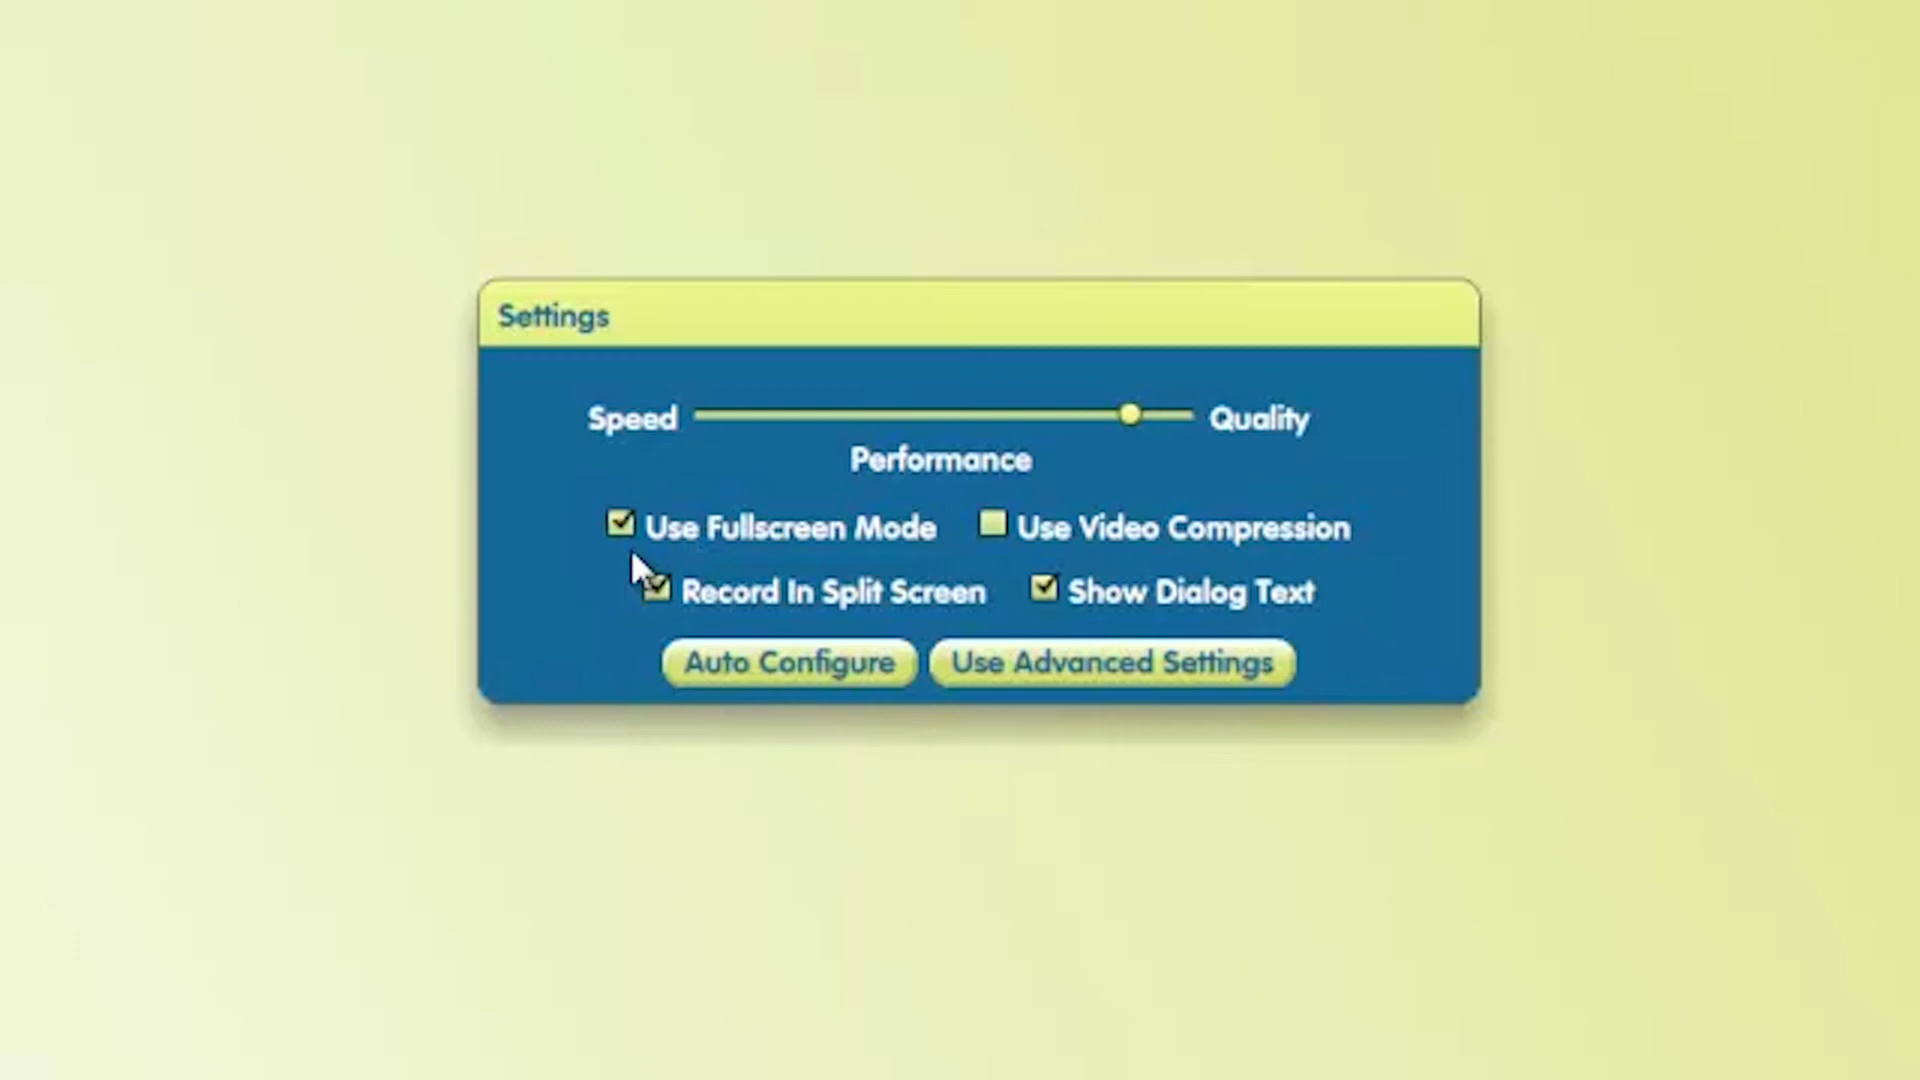 Settings
Speed Quality
Performance
Use Fullscreen Mode Use Video Compression
Record In Split Screen Show Dialog Text
Auto Configure Use Advanced Settings